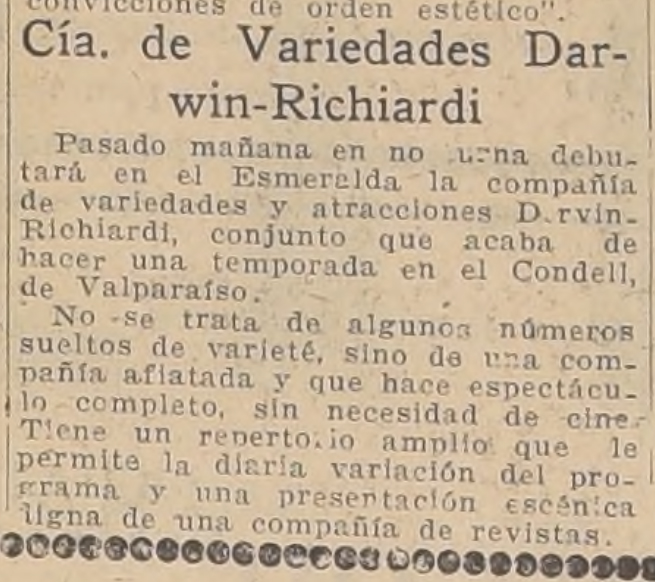 convicciones de orden estético".
Cía. de Variedades Dar-
win-Richiardi
Pasado mañana en no urna debu-
tará en el Esmeralda la compañía
de variedades y atracciones D.rvin-
Richiardi, conjunto que acaba de
hacer una temporada en el Condell,
de Valparaíso.
No se trata de algunos números
sueltos de varieté, sino de una com-
pañía afiatada y que hace espectácu-
lo completo, sin necesidad de cine.
Tiene un repertorio amplio que le
permite la diaria variación del pro-
grama y una presentación escénica
digna de una compañía de revistas.